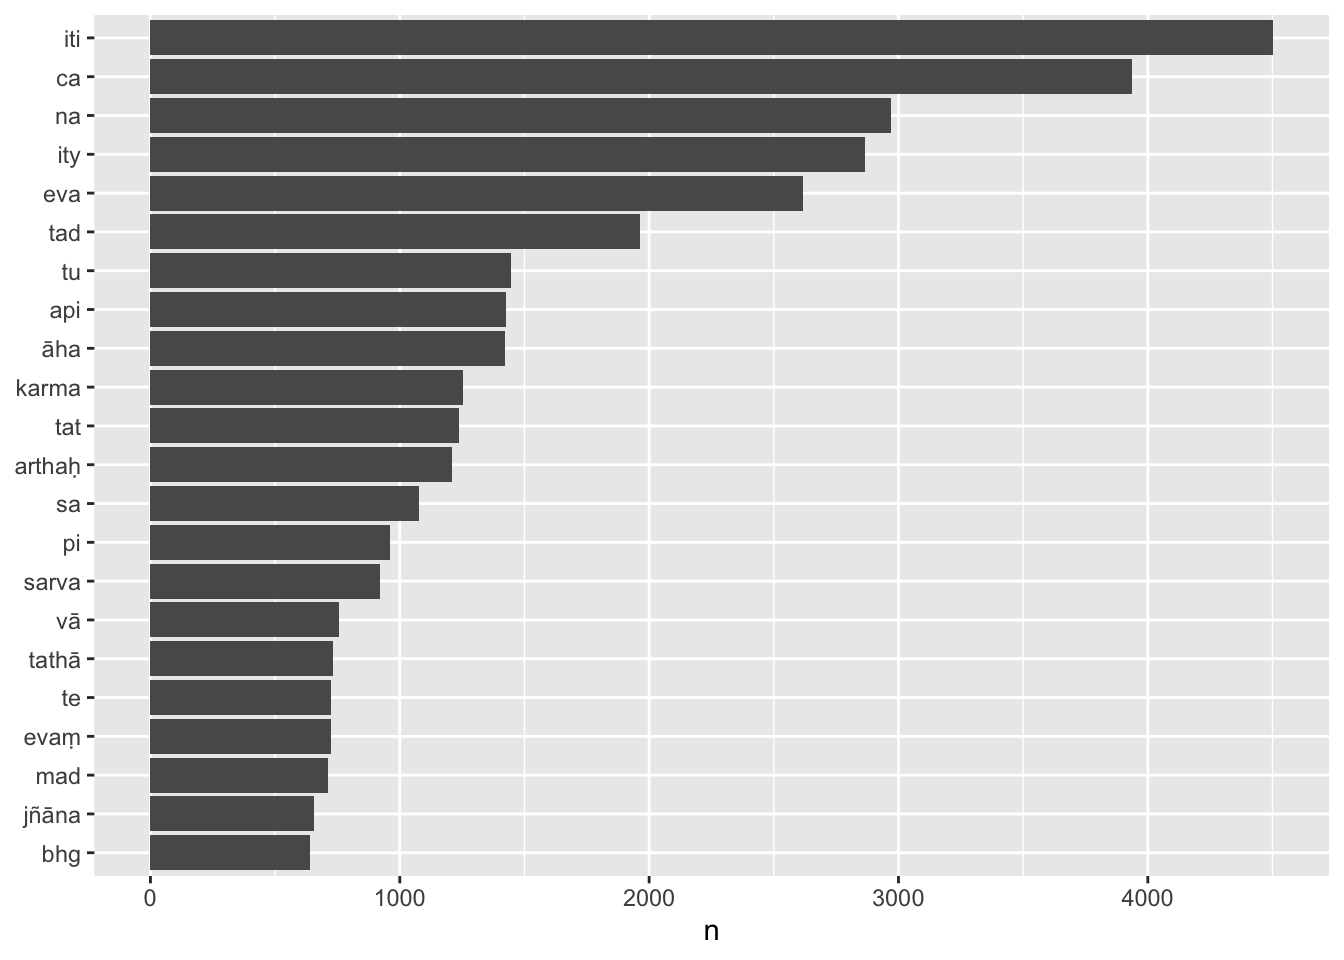 iti
ca
na
ity
eva
tad
tu
api
āha
karma
tat
arthaḥ
sa
pi
sarva
vā
tathā
te
evaṃ
mad
jñāna
bhg
0 1000 2000 3000 4000
n